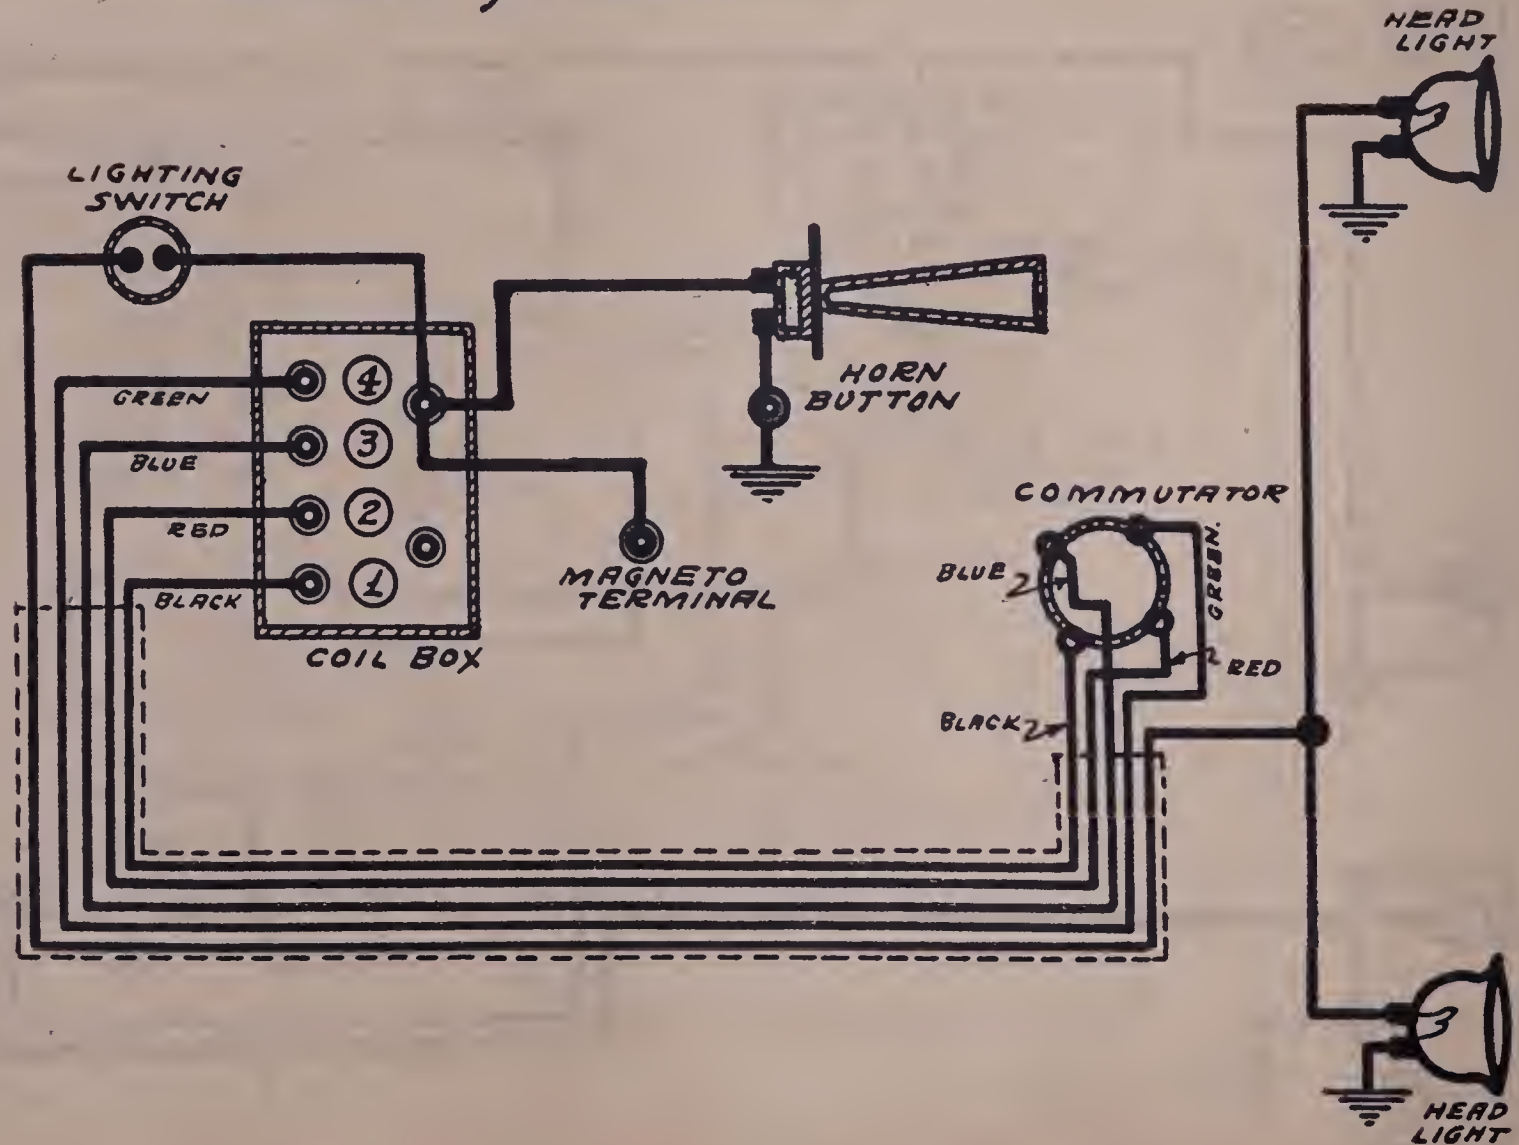 HEAD
LIGHT
LIGHTING
SWITCH
4
GREEN
3
BLUE
2
RED
1
BLACK
COIL BOX
HORN
BUTTON
MAGNETO
TERMINAL
COMMUTATOR
BLUE
GREEN.
RED
BLACK
HEAD
LIGHT